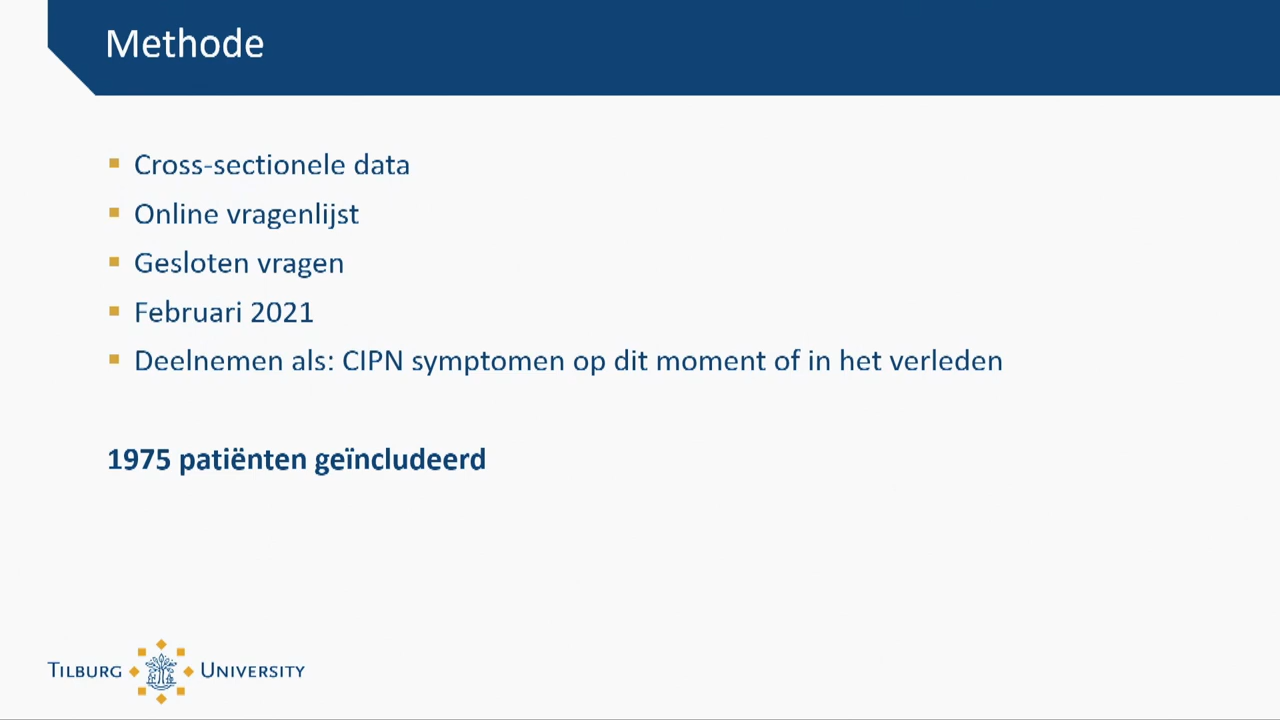 Methode
Cross-sectionele data
Online vragenlijst
Gesloten vragen
Februari 2021
Deelnemen als: CIPN symptomen op dit moment of in het verleden
1975 patiënten geïncludeerd
TILBURG UNIVERSITY